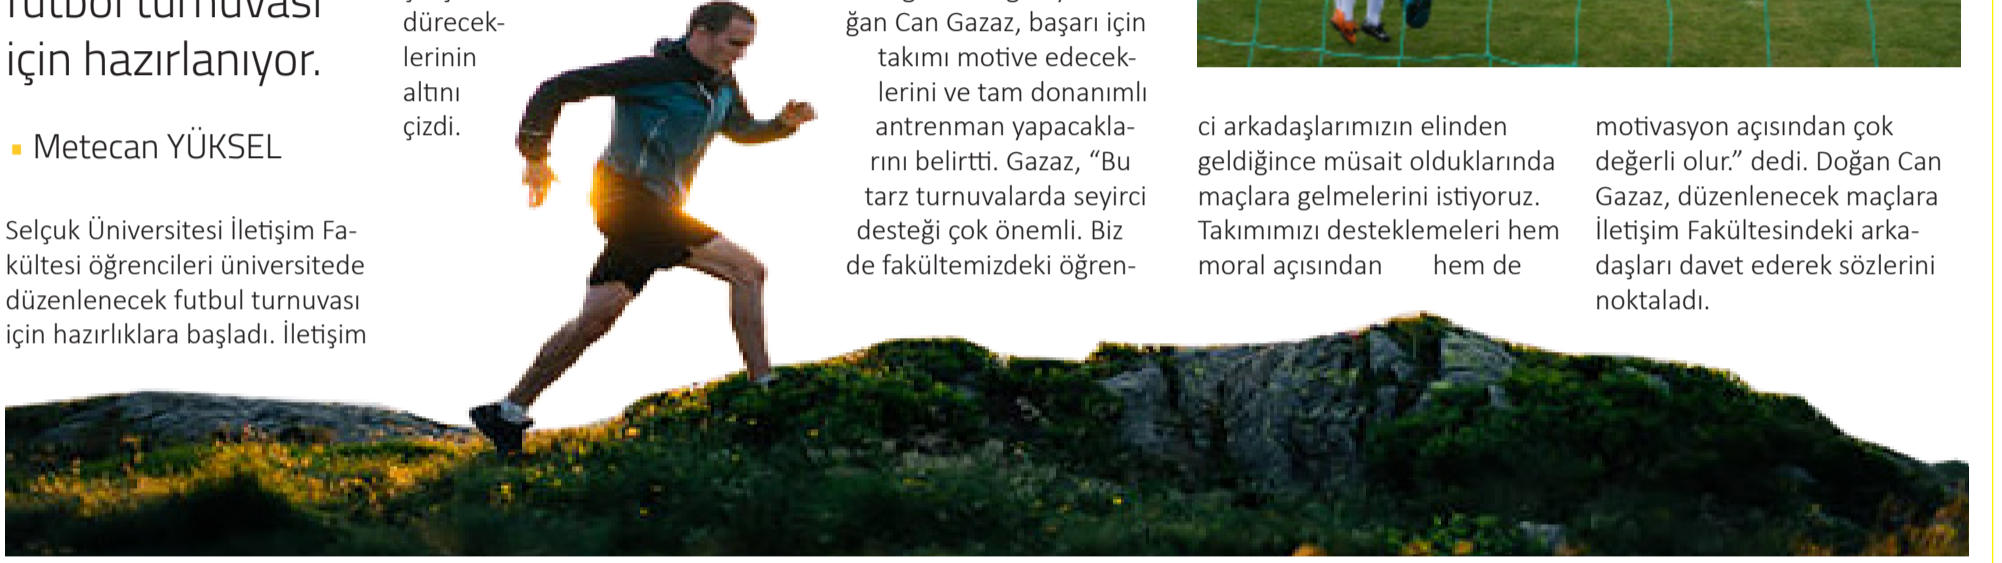 futbol turnuvası
için hazırlanıyor.
▪ Metecan YÜKSEL
Selçuk Üniversitesi İletişim Fa-
kültesi öğrencileri üniversitede
düzenlenecek futbul turnuvası
için hazırlıklara başladı. İletişim
dürecek-
lerinin
altını
çizdi.
ğan Can Gazaz, başarı için
takımı motive edecek-
lerini ve tam donanımlı
antrenman yapacakla-
rını belirtti. Gazaz, “Bu
tarz turnuvalarda seyirci
desteği çok önemli. Biz
de fakültemizdeki öğren-
ci arkadaşlarımızın elinden
geldiğince müsait olduklarında
maçlara gelmelerini istiyoruz.
Takımımızı desteklemeleri hem
moral açısından hem de
motivasyon açısından çok
değerli olur.” dedi. Doğan Can
Gazaz, düzenlenecek maçlara
İletişim Fakültesindeki arka-
daşları davet ederek sözlerini
noktaladı.